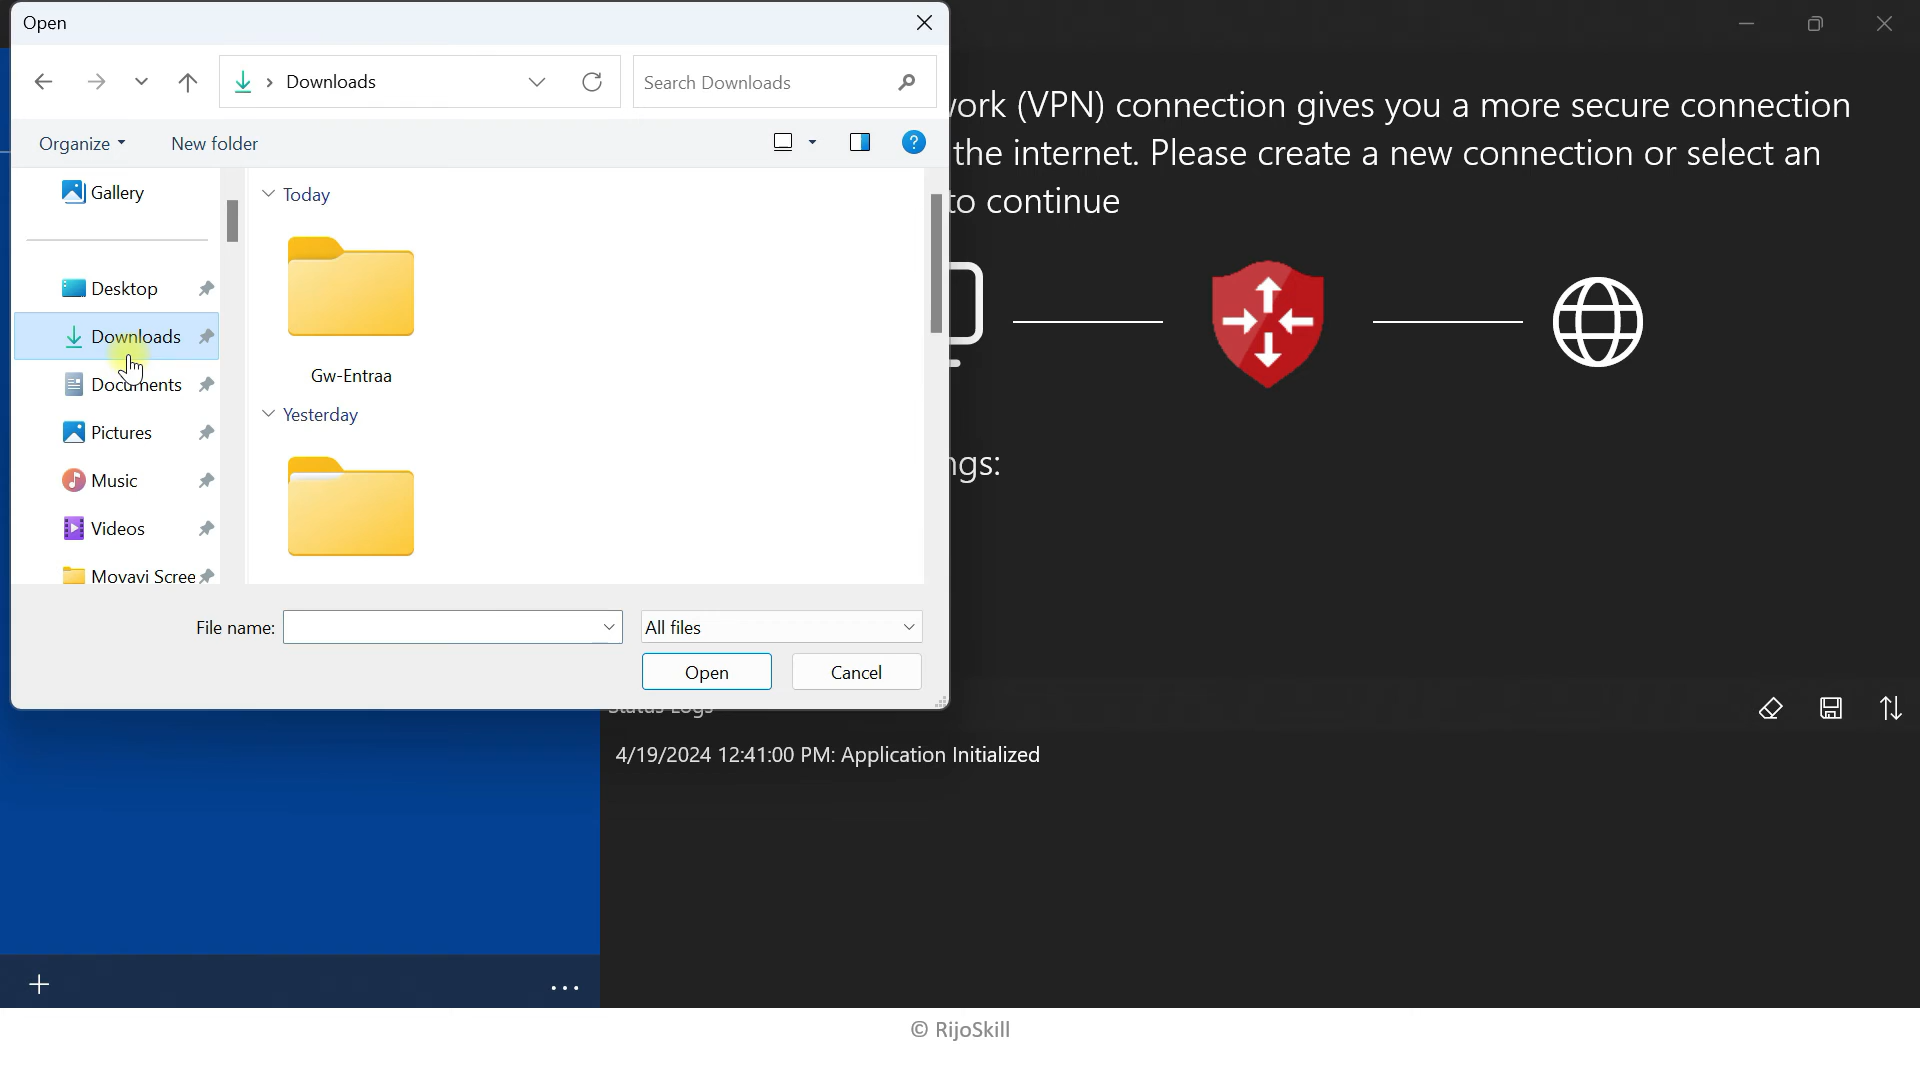 Open
Downloads
Search Downloads
Organize
New folder
Gallery
Desktop
Downloads
Documents
Pictures
Music
Videos
Movavi Scree
Today
Gw-Entraa
Yesterday
File name:
All files
Open
Cancel
(VPN) connection gives you a more secure connection
the internet. Please create a new connection or select an
to continue
Status Logs
4/19/2024 12:41:00 PM: Application Initialized
© RijoSkill